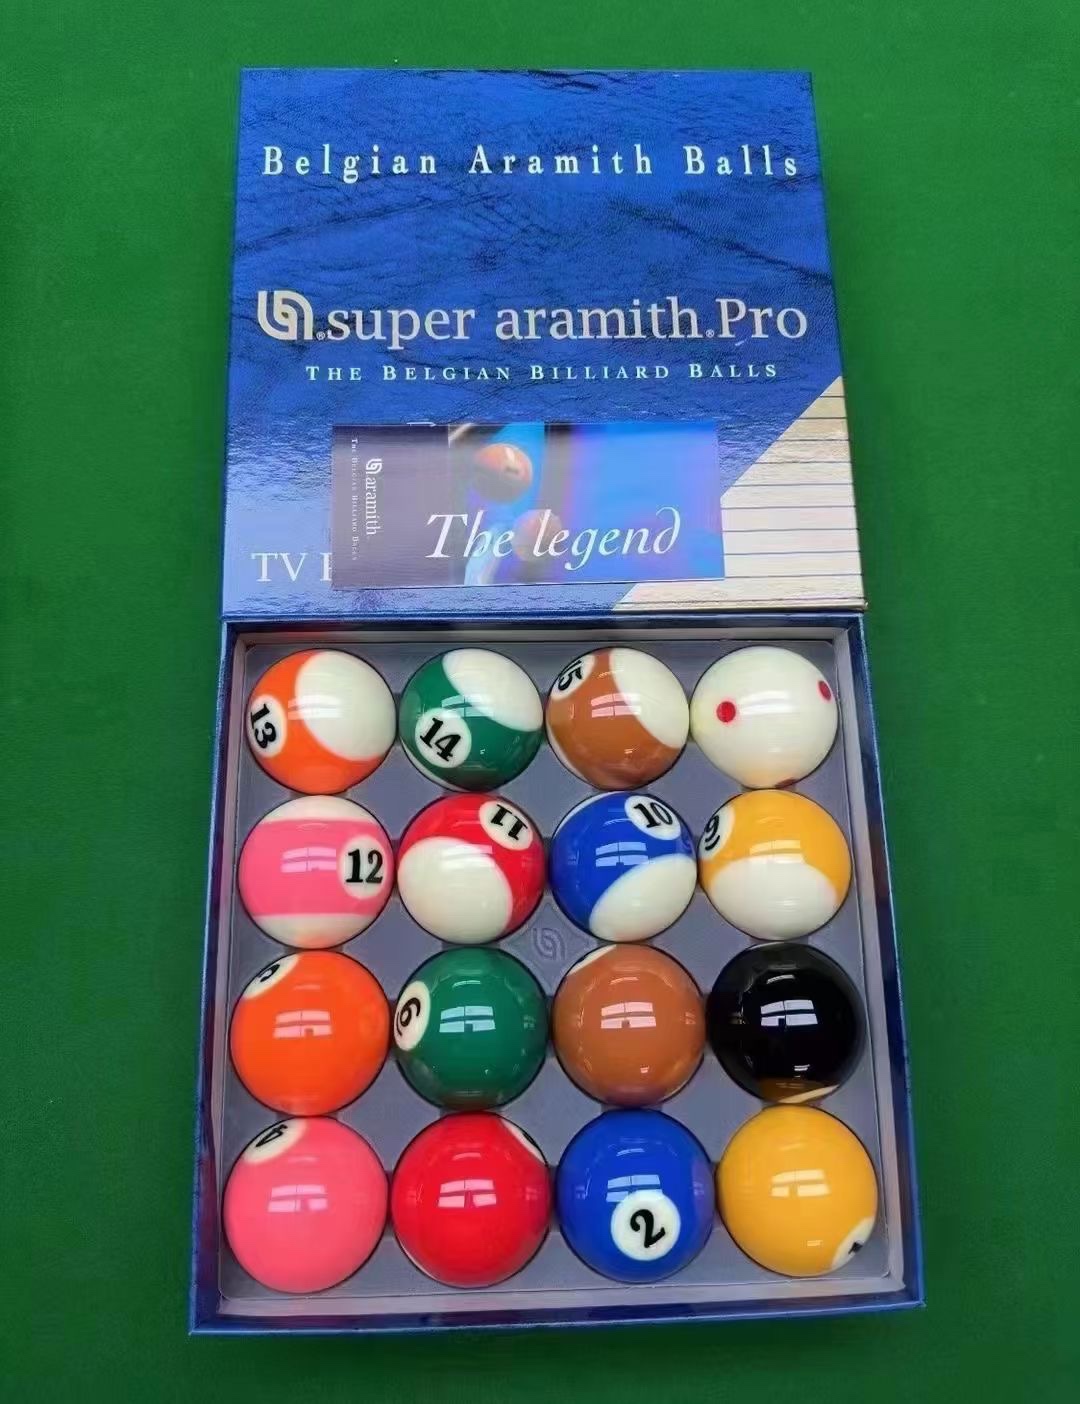 Belgian Aramith Balls
super aramith.Pro
THE BELGIAN BILLIARD BALLS
THE BELGIAN BILLIARD BALLS
aramith
The legend
TV
13
14
15
12
11
10
9
6
2
1